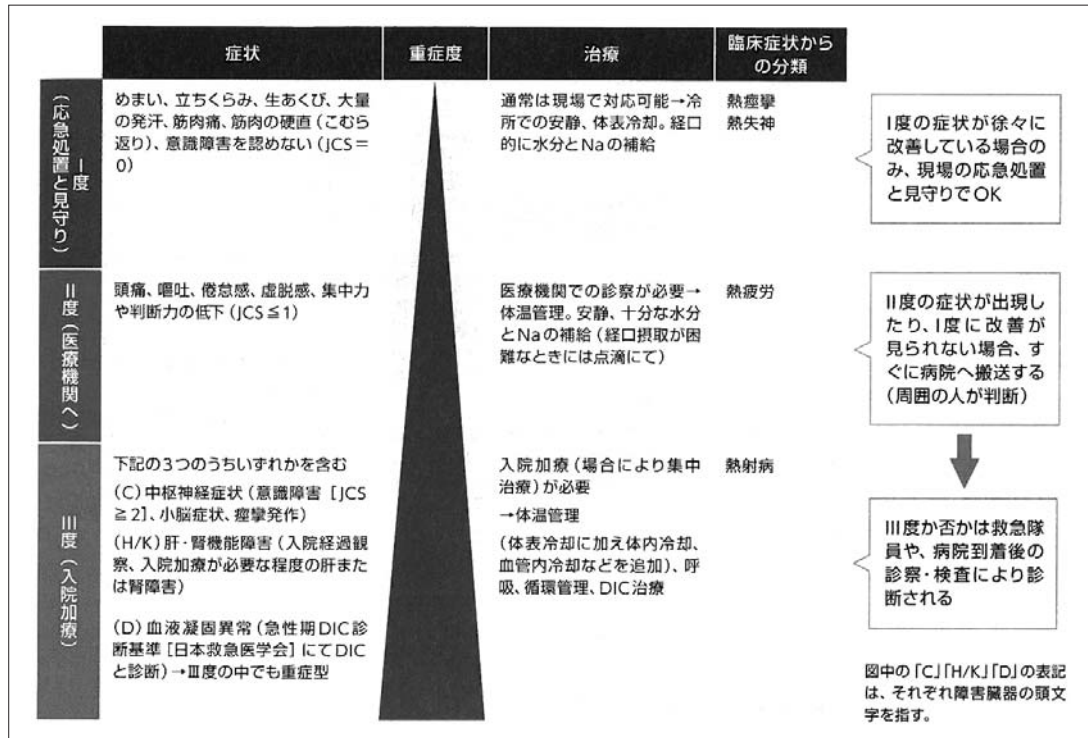 症状
重症度
治療
臨床症状から
の分類
Ⅰ度
(応急処置と見守り)
めまい、立ちくらみ、生あくび、大量
の発汗、筋肉痛、筋肉の硬直(こむら
返り)、意識障害を認めない(JCS=
0)
通常は現場で対応可能→冷
所での安静、体表冷却。経口
的に水分とNaの補給
熱痙攣
熱失神
Ⅰ度の症状が徐々に
改善している場合の
み、現場の応急処置
と見守りでOK
Ⅱ度(医療機関へ)
頭痛、嘔吐、倦怠感、虚脱感、集中力
や判断力の低下(JCS≦1)
医療機関での診察が必要→
体温管理。安静、十分な水分
とNaの補給(経口摂取が困
難なときには点滴にて)
熱疲労
Ⅱ度の症状が出現し
たり、Ⅰ度に改善が
見られない場合、す
ぐに病院へ搬送する
(周囲の人が判断)
Ⅲ度(入院加療)
下記の3つのうちいずれかを含む
(C)中枢神経症状(意識障害[JCS
≧2]、小脳症状、痙攣発作)
(H/K)肝・腎機能障害(入院経過観
察、入院加療が必要な程度の肝また
は腎障害)
(D)血液凝固異常(急性期DIC診
断基準[日本救急医学会]にてDIC
と診断)→Ⅲ度の中でも重症型
入院加療(場合により集中
治療)が必要
→体温管理
(体表冷却に加え体内冷却、
血管内冷却などを追加)、呼
吸、循環管理、DIC治療
熱射病
Ⅲ度か否かは救急隊
員や、病院到着後の
診察・検査により診
断される
図中の「C」「H/K」「D」の表記
は、それぞれ障害臓器の頭文
字を指す。